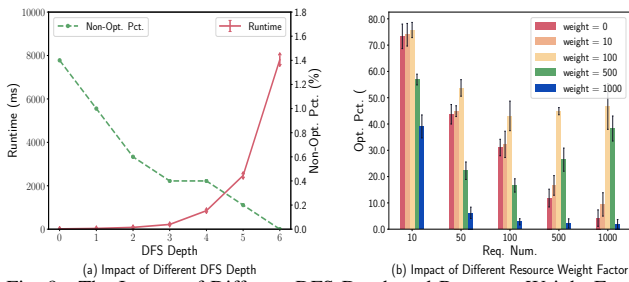 10000
8000
6000
4000
2000
0
Runtime (ms)
Non-Opt. Pct.
Runtime
1.8
1.6
1.4
1.2
1.0
0.8
0.6
0.4
0.2
0.0
Non-Opt. Pct. (%)
0 1 2 3 4 5 6
DFS Depth
(a) Impact of Different DFS Depth
80.0
70.0
60.0
50.0
40.0
30.0
20.0
10.0
0.0
Opt. Pct. (
weight = 0
weight = 10
weight = 100
weight = 500
weight = 1000
10 50 100 500 1000
Req. Num.
(b) Impact of Different Resource Weight Factor